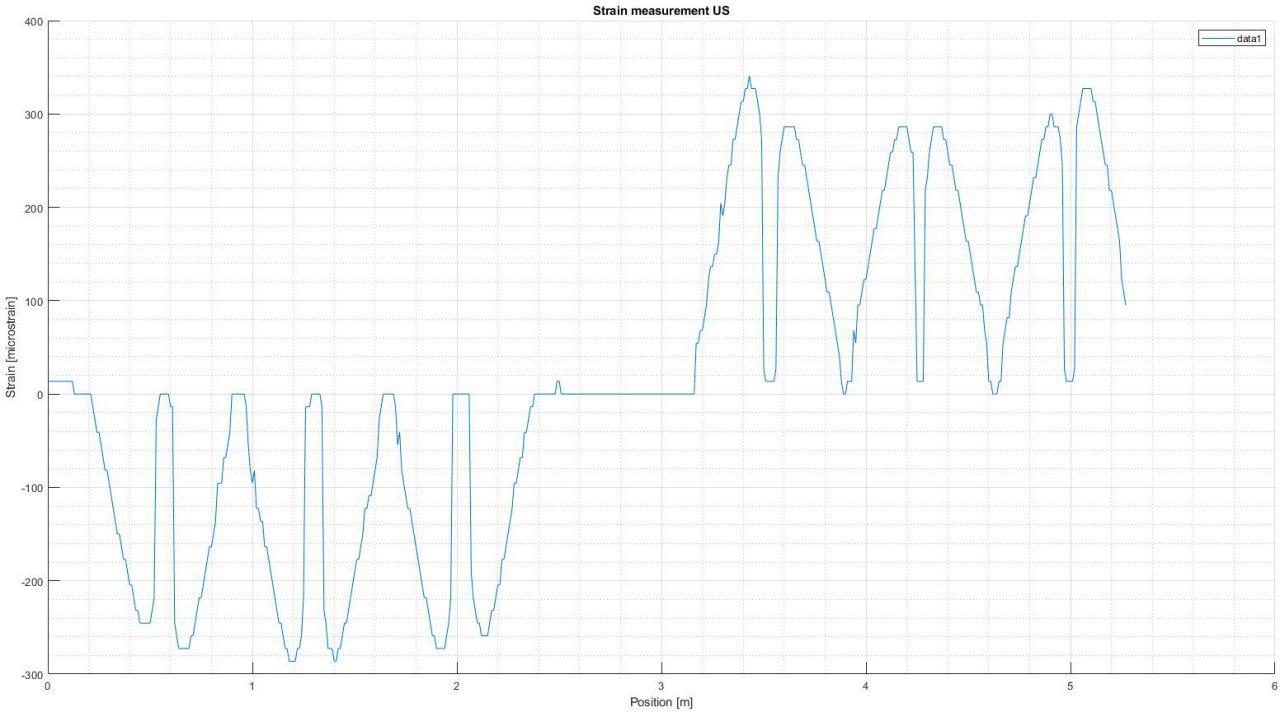 Strain measurement US
data1
400
300
200
100
0
-100
-200
-300
Strain [microstrain]
0 1 2 3 4 5 6
Position [m]